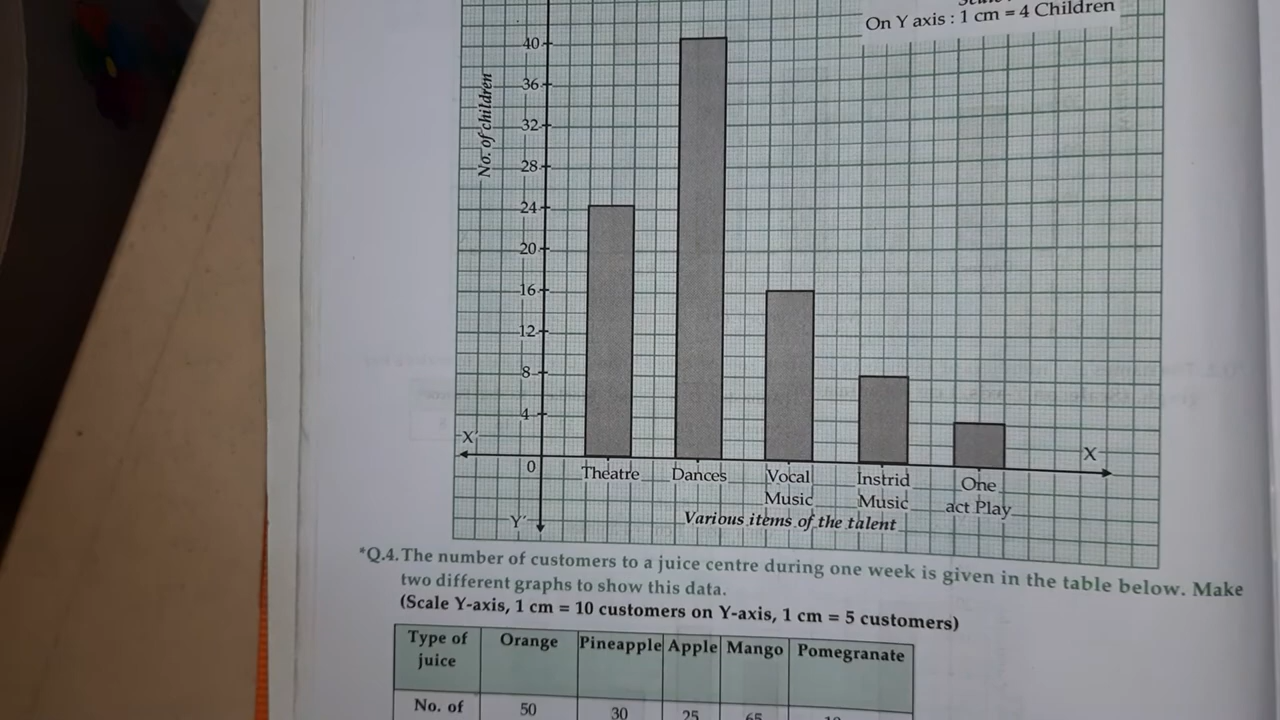 On Y axis : 1 cm = 4 Children
No. of children
40
36
32
28
24
20
16
12
8
4
X'
0
X
Theatre Dances Vocal Music Instrid Music One act Play
Y'
Various items of the talent
*Q.4. The number of customers to a juice centre during one week is given in the table below. Make
two different graphs to show this data.
(Scale Y-axis, 1 cm = 10 customers on Y-axis, 1 cm = 5 customers)
Type of juice Orange Pineapple Apple Mango Pomegranate
No. of 50 30 25 65